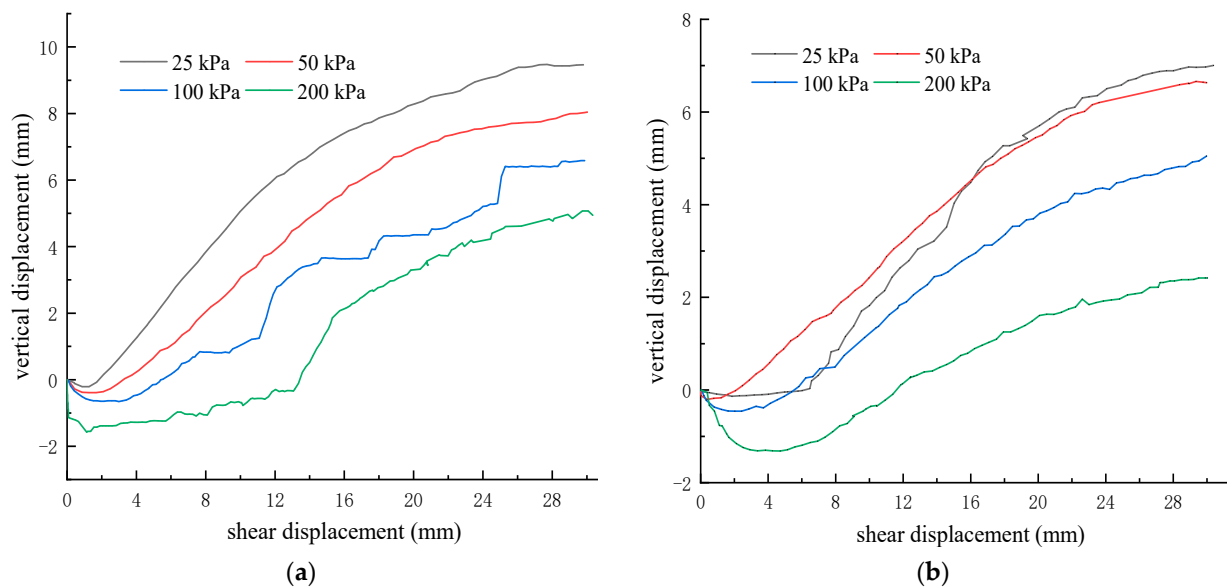 10
8
6
4
2
0
−2
25 kPa
50 kPa
100 kPa
200 kPa
vertical displacement (mm)
0 4 8 12 16 20 24 28
shear displacement (mm)
(a)
8
6
4
2
0
−2
25 kPa
50 kPa
100 kPa
200 kPa
vertical displacement (mm)
0 4 8 12 16 20 24 28
shear displacement (mm)
(b)